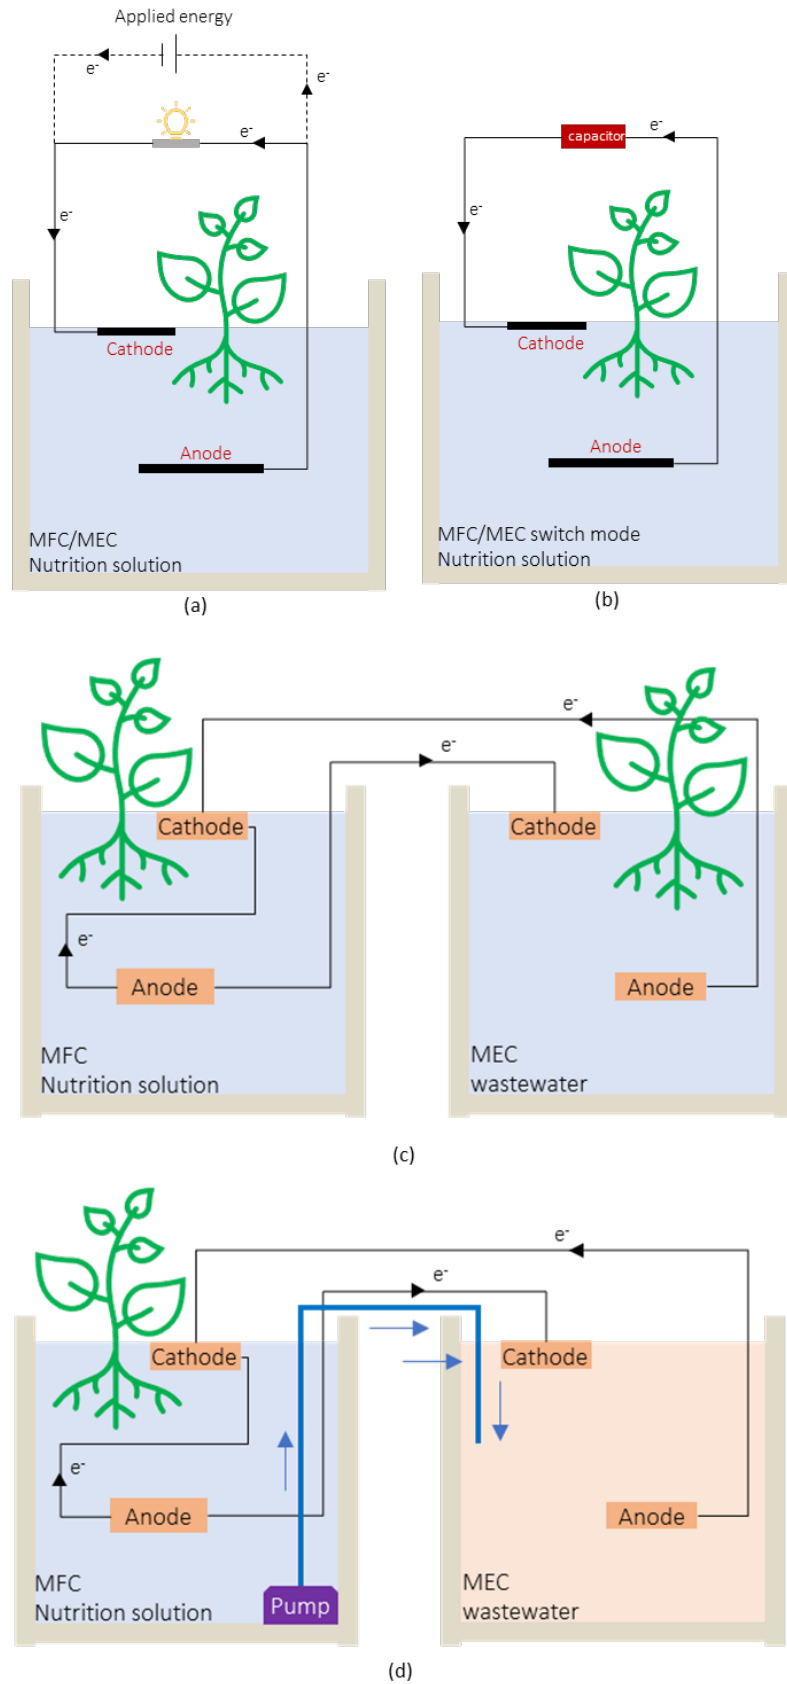 Applied energy
e-
e-
e-
e-
Cathode
Anode
MFC/MEC
Nutrition solution
(a)
capacitor
e-
e-
Cathode
Anode
MFC/MEC switch mode
Nutrition solution
(b)
e-
e-
Cathode
Cathode
e-
Anode
Anode
MFC
Nutrition solution
MEC
wastewater
(c)
e-
e-
Cathode
Cathode
e-
Anode
Anode
MFC
Nutrition solution
Pump
MEC
wastewater
(d)